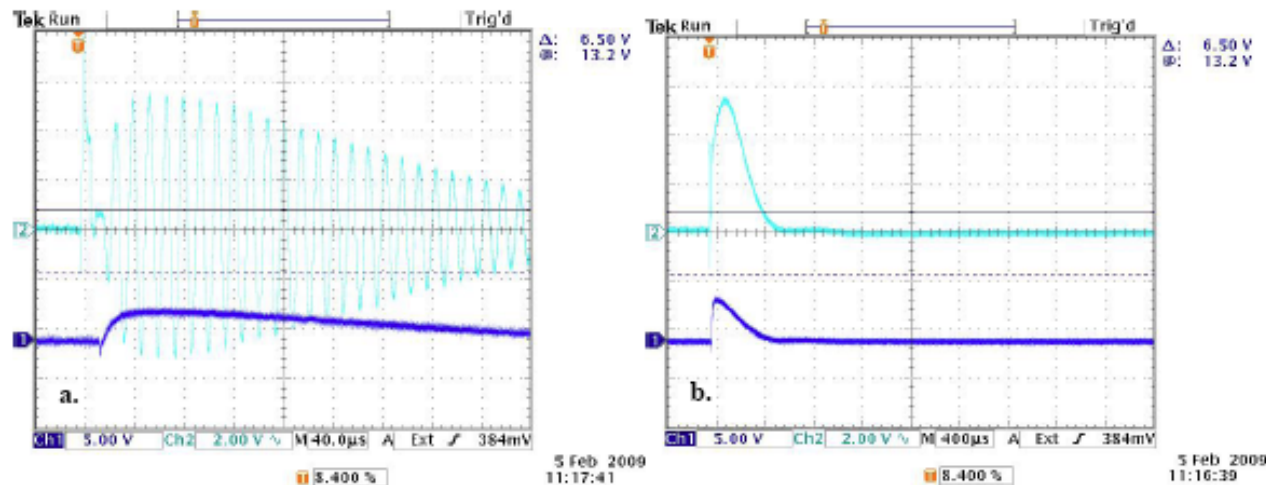 Tek Run Trig'd
Δ: 6.50 V
@: 13.2 V
2
1
a.
Ch1 5.00 V Ch2 2.00 V ∿ M 40.0µs A Ext ƒ 384mV
T 8.400 %
5 Feb 2009
11:17:41
Tek Run Trig'd
Δ: 6.50 V
@: 13.2 V
2
1
b.
Ch1 5.00 V Ch2 2.00 V ∿ M 400µs A Ext ƒ 384mV
T 8.400 %
5 Feb 2009
11:16:39